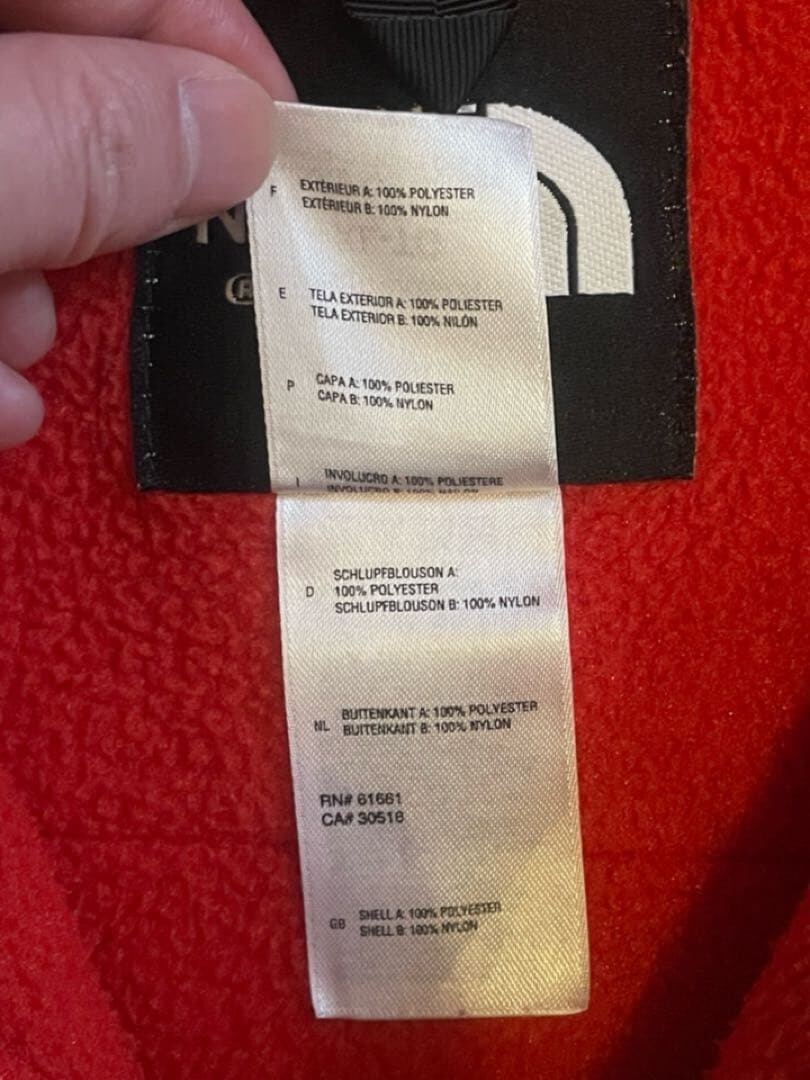 F EXTÉRIEUR A: 100% POLYESTER
EXTÉRIEUR B: 100% NYLON
E TELA EXTERIOR A: 100% POLIESTER
TELA EXTERIOR B: 100% NILÓN
P CAPA A: 100% POLIESTER
CAPA B: 100% NYLON
I INVOLUCRO A: 100% POLIESTERE
D SCHLUPFBLOUSON A:
100% POLYESTER
SCHLUPFBLOUSON B: 100% NYLON
NL BUITENKANT A: 100% POLYESTER
BUITENKANT B: 100% NYLON
RN# 61661
CA# 30516
GB SHELL A: 100% POLYESTER
SHELL B: 100% NYLON